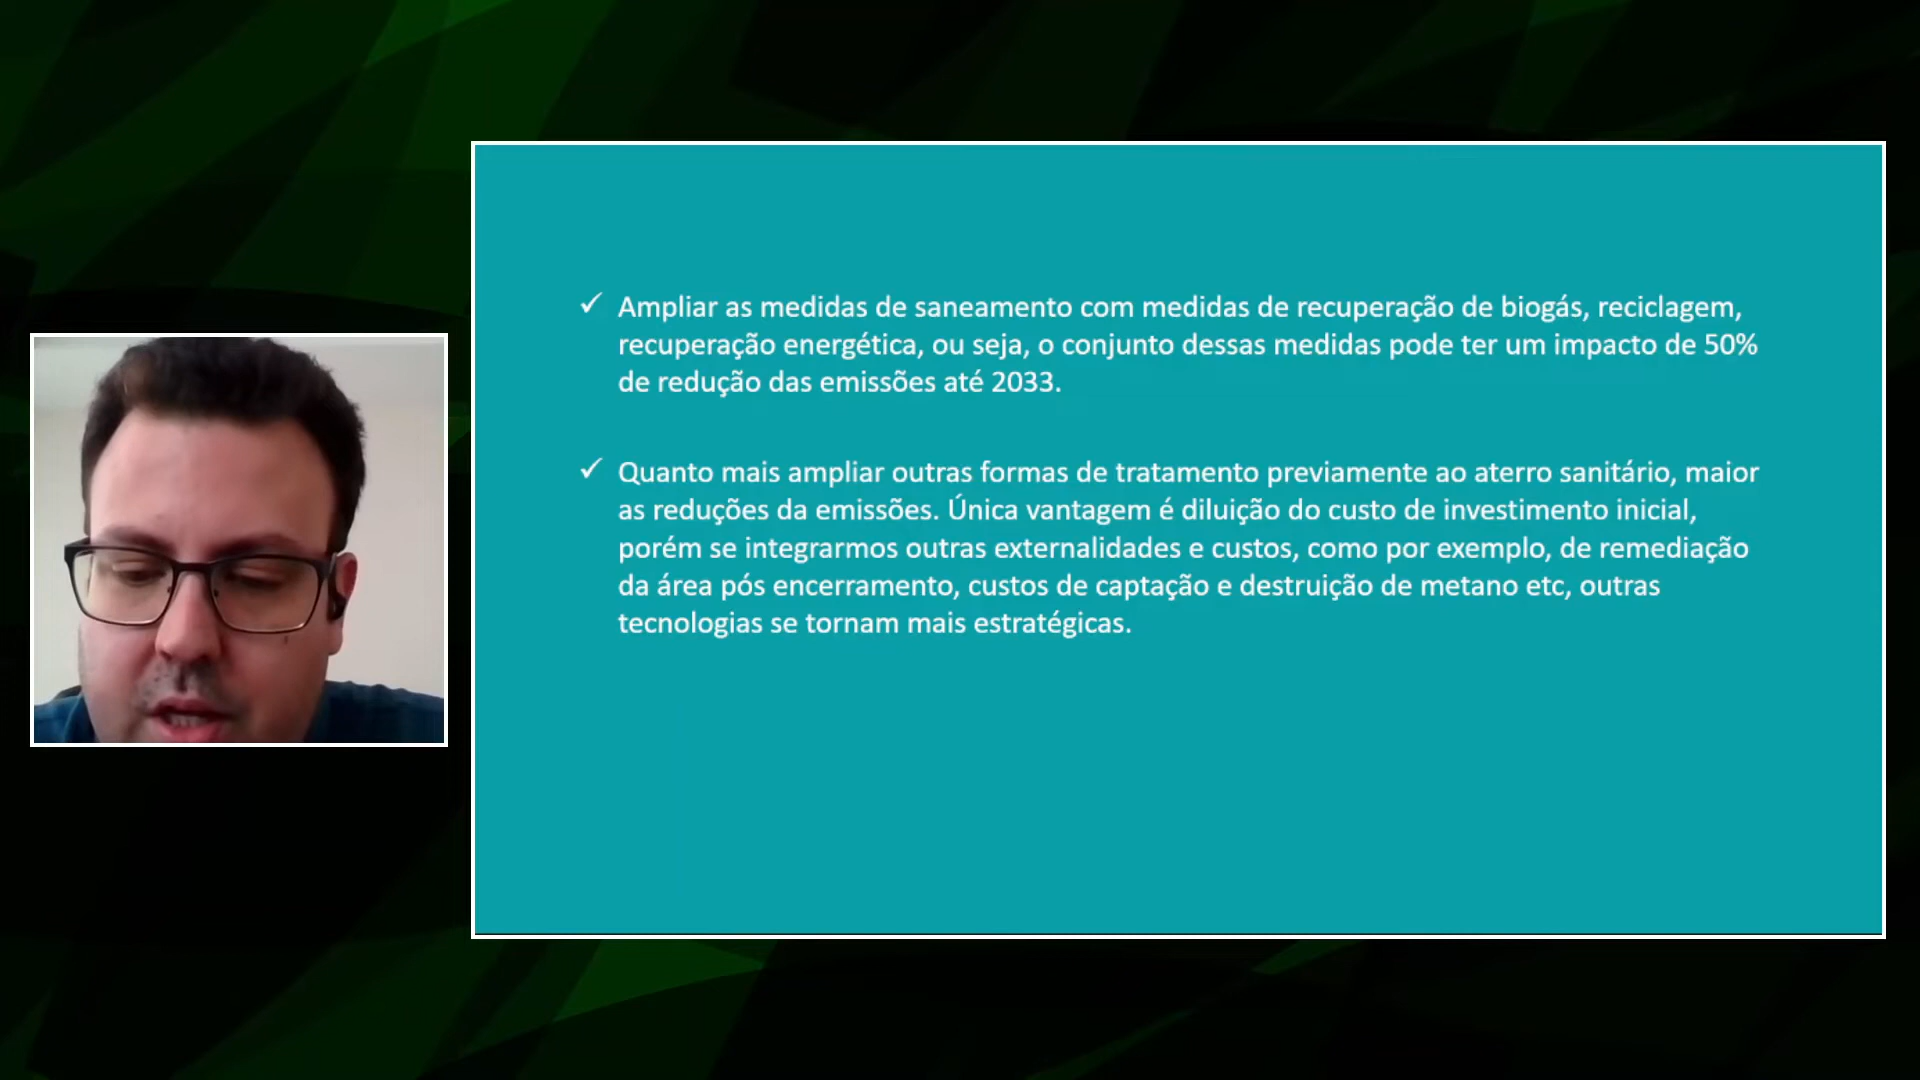 ✓ Ampliar as medidas de saneamento com medidas de recuperação de biogás, reciclagem,
recuperação energética, ou seja, o conjunto dessas medidas pode ter um impacto de 50%
de redução das emissões até 2033.
✓ Quanto mais ampliar outras formas de tratamento previamente ao aterro sanitário, maior
as reduções da emissões. Única vantagem é diluição do custo de investimento inicial,
porém se integrarmos outras externalidades e custos, como por exemplo, de remediação
da área pós encerramento, custos de captação e destruição de metano etc, outras
tecnologias se tornam mais estratégicas.